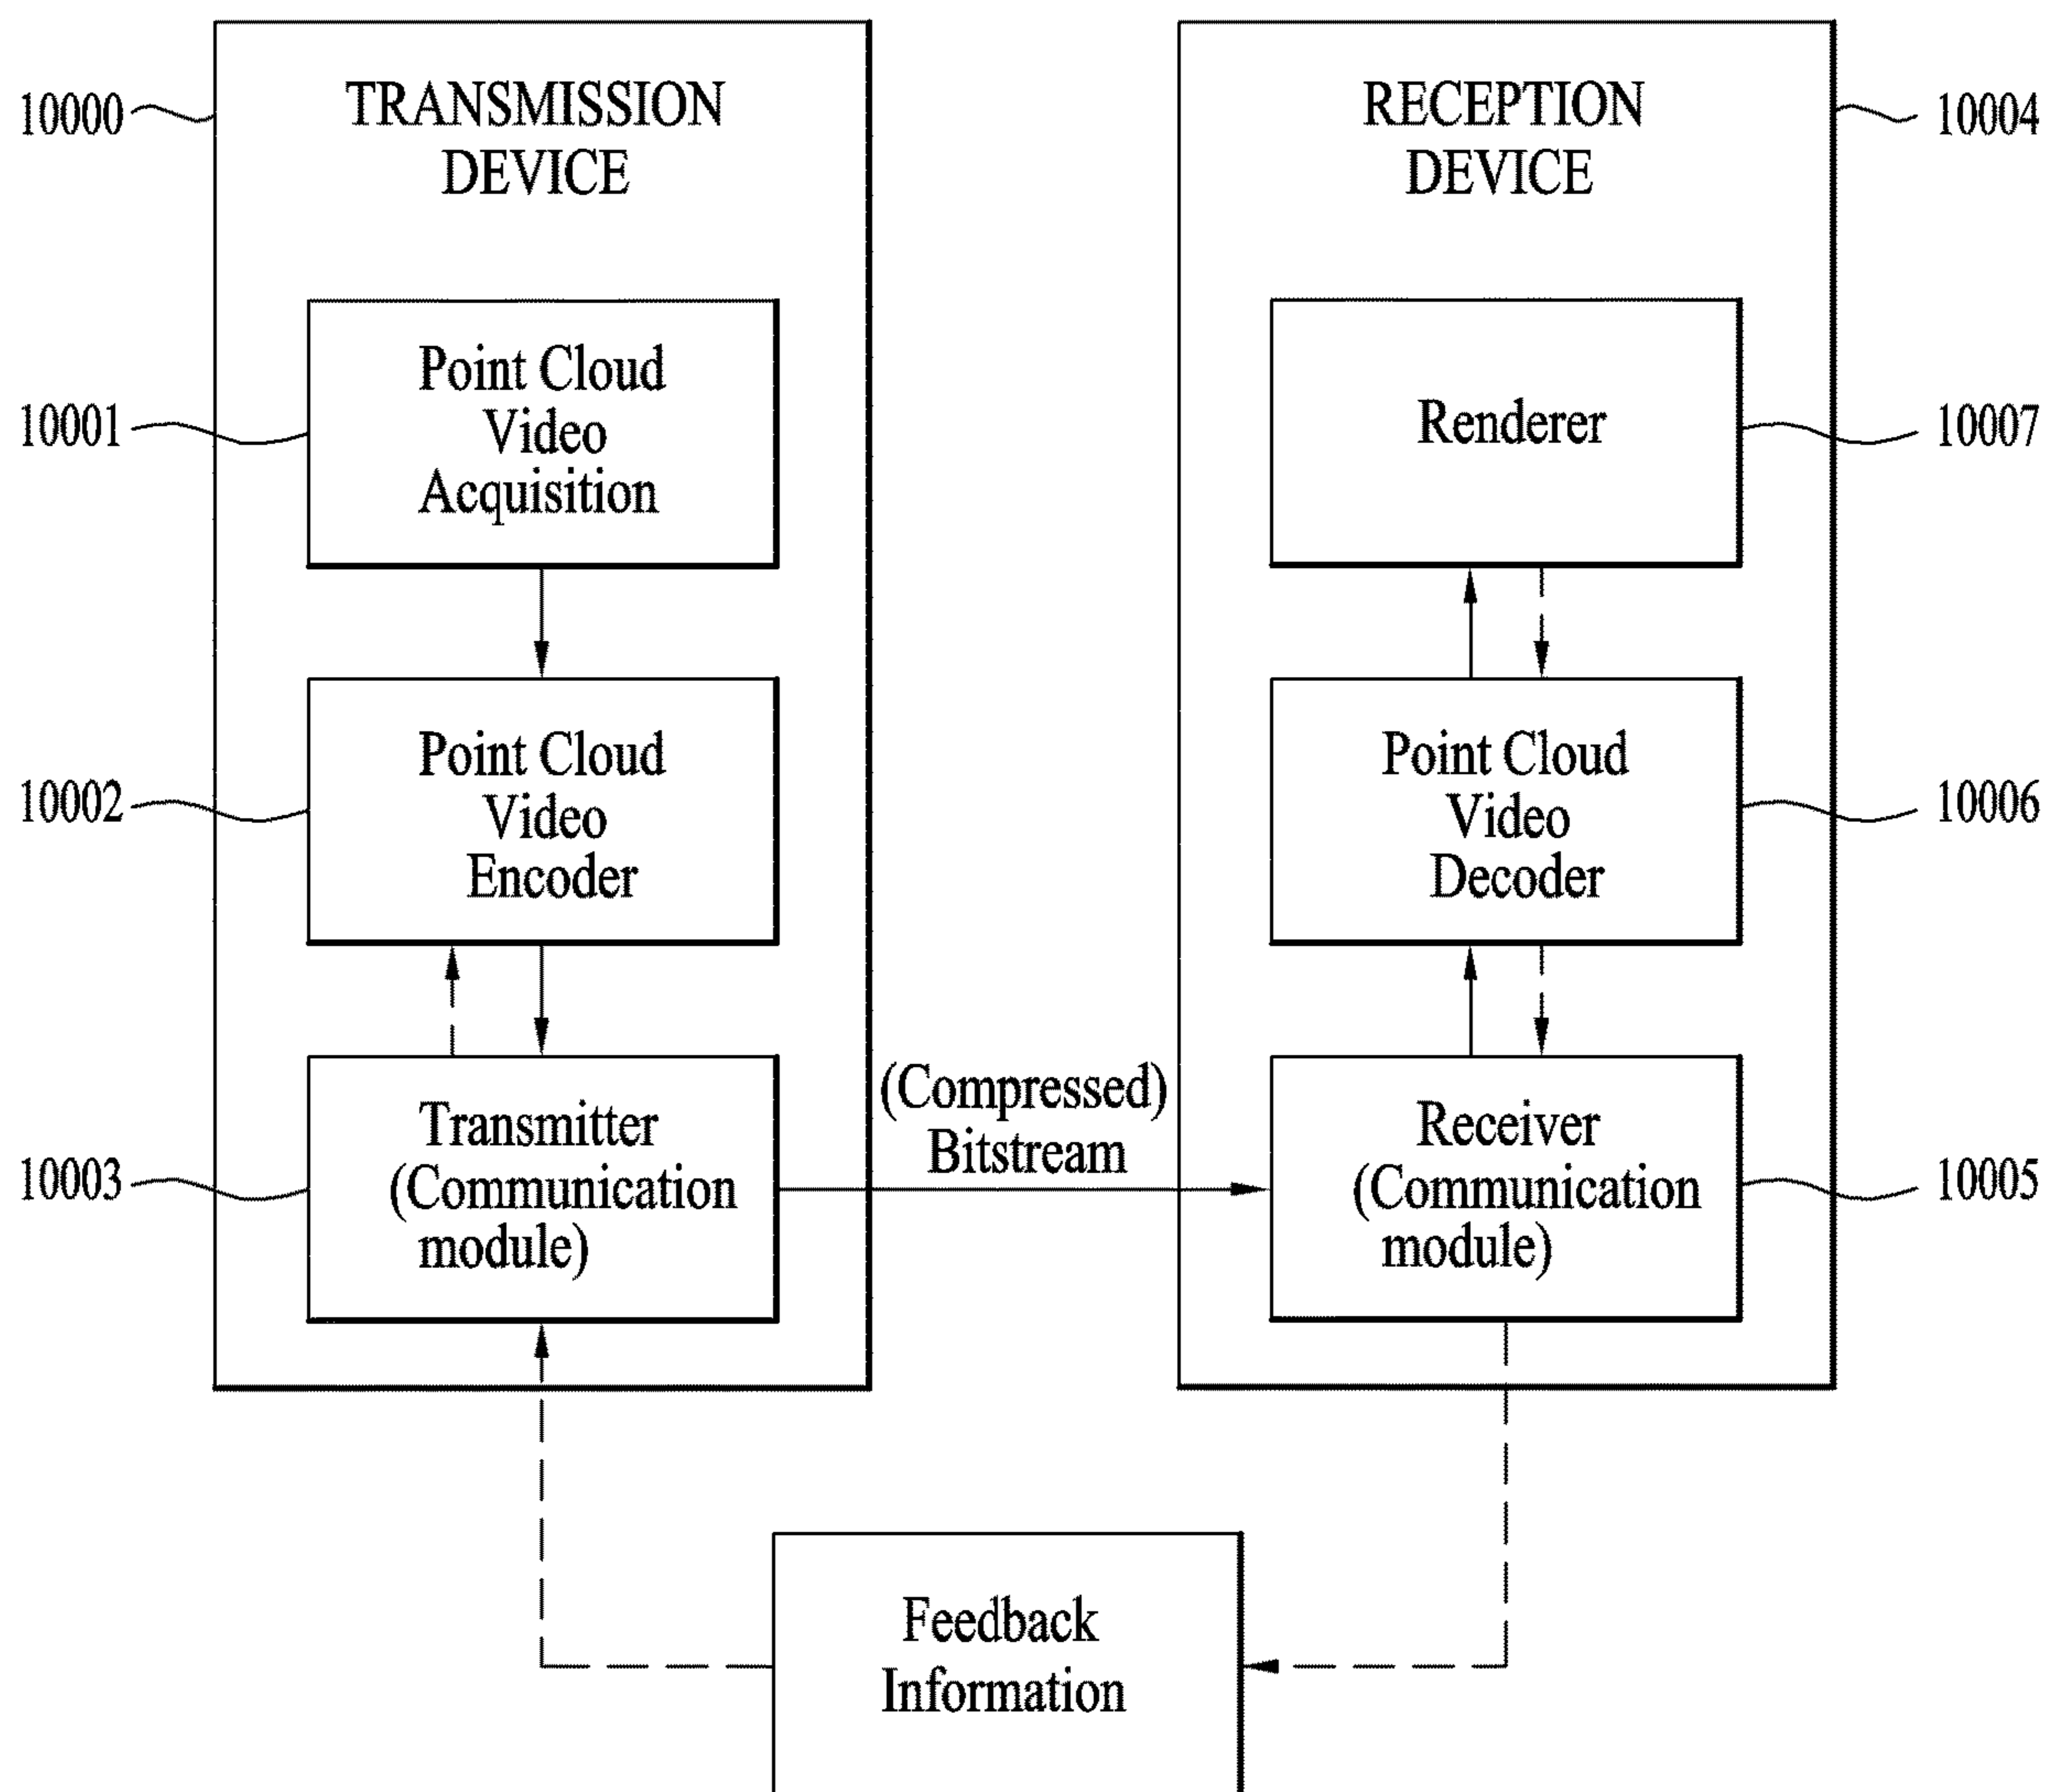 10000
TRANSMISSION
DEVICE
10001
Point Cloud
Video
Acquisition
10002
Point Cloud
Video
Encoder
10003
Transmitter
(Communication
module)
(Compressed)
Bitstream
RECEPTION
DEVICE
10004
Renderer
10007
Point Cloud
Video
Decoder
10006
Receiver
(Communication
module)
10005
Feedback
Information